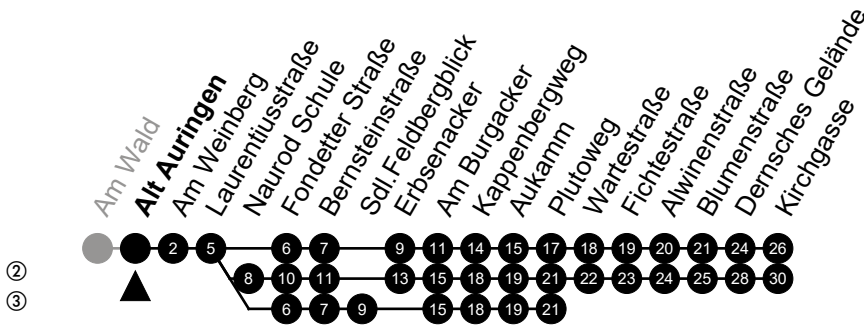 Am Wald
Alt Auringen
Am Weinberg
Laurentiusstraße
Naurod Schule
Fondetter Straße
Bernsteinstraße
Sdl.Feldbergblick
Erbsenacker
Am Burgacker
Kappenbergweg
Aukamm
Plutoweg
Wartestraße
Fichtestraße
Alwinenstraße
Blumenstraße
Dernsches Gelände
Kirchgasse
2 5 6 7 9 11 14 15 17 18 19 20 21 24 26
② 8 10 11 13 15 18 19 21 22 23 24 25 28 30
③ 6 7 9 15 18 19 21